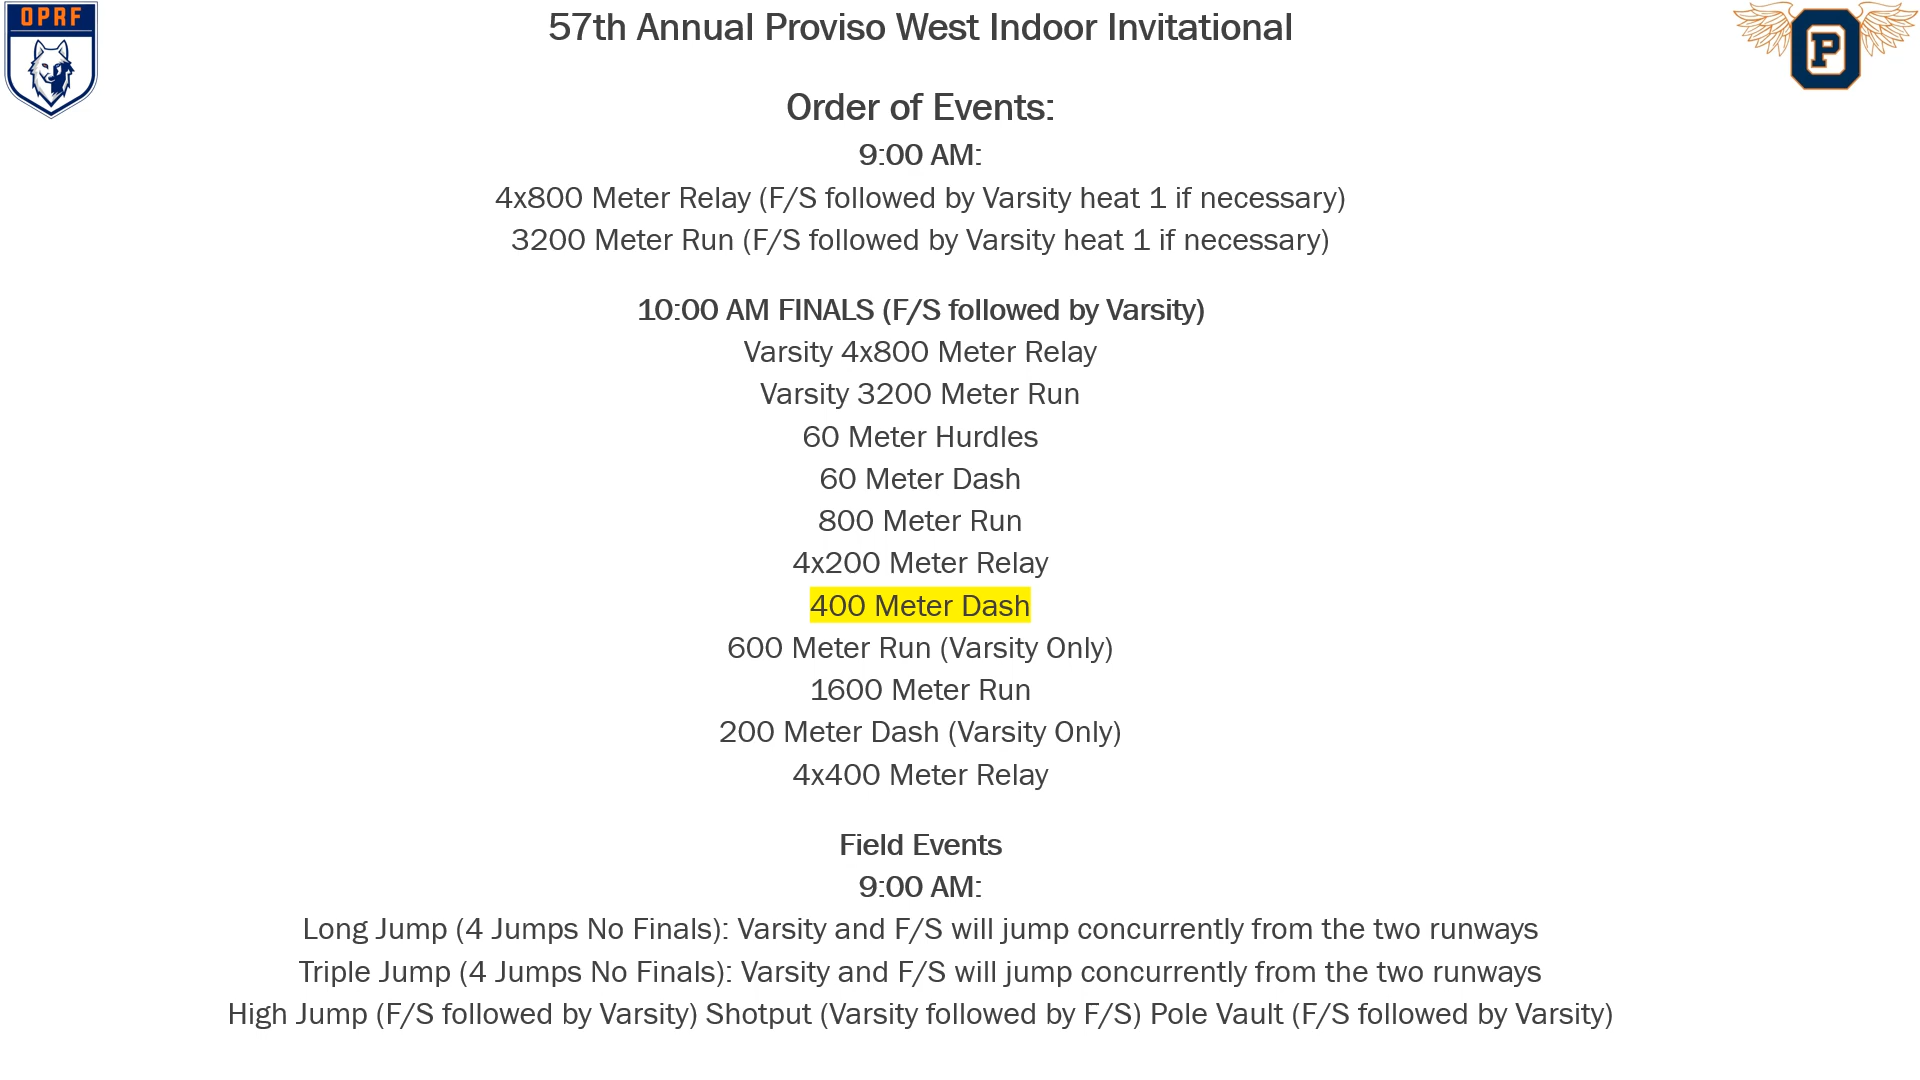 OPRF
57th Annual Proviso West Indoor Invitational
OP
Order of Events:
9:00 AM:
4x800 Meter Relay (F/S followed by Varsity heat 1 if necessary)
3200 Meter Run (F/S followed by Varsity heat 1 if necessary)
10:00 AM FINALS (F/S followed by Varsity)
Varsity 4x800 Meter Relay
Varsity 3200 Meter Run
60 Meter Hurdles
60 Meter Dash
800 Meter Run
4x200 Meter Relay
400 Meter Dash
600 Meter Run (Varsity Only)
1600 Meter Run
200 Meter Dash (Varsity Only)
4x400 Meter Relay
Field Events
9:00 AM:
Long Jump (4 Jumps No Finals): Varsity and F/S will jump concurrently from the two runways
Triple Jump (4 Jumps No Finals): Varsity and F/S will jump concurrently from the two runways
High Jump (F/S followed by Varsity) Shotput (Varsity followed by F/S) Pole Vault (F/S followed by Varsity)